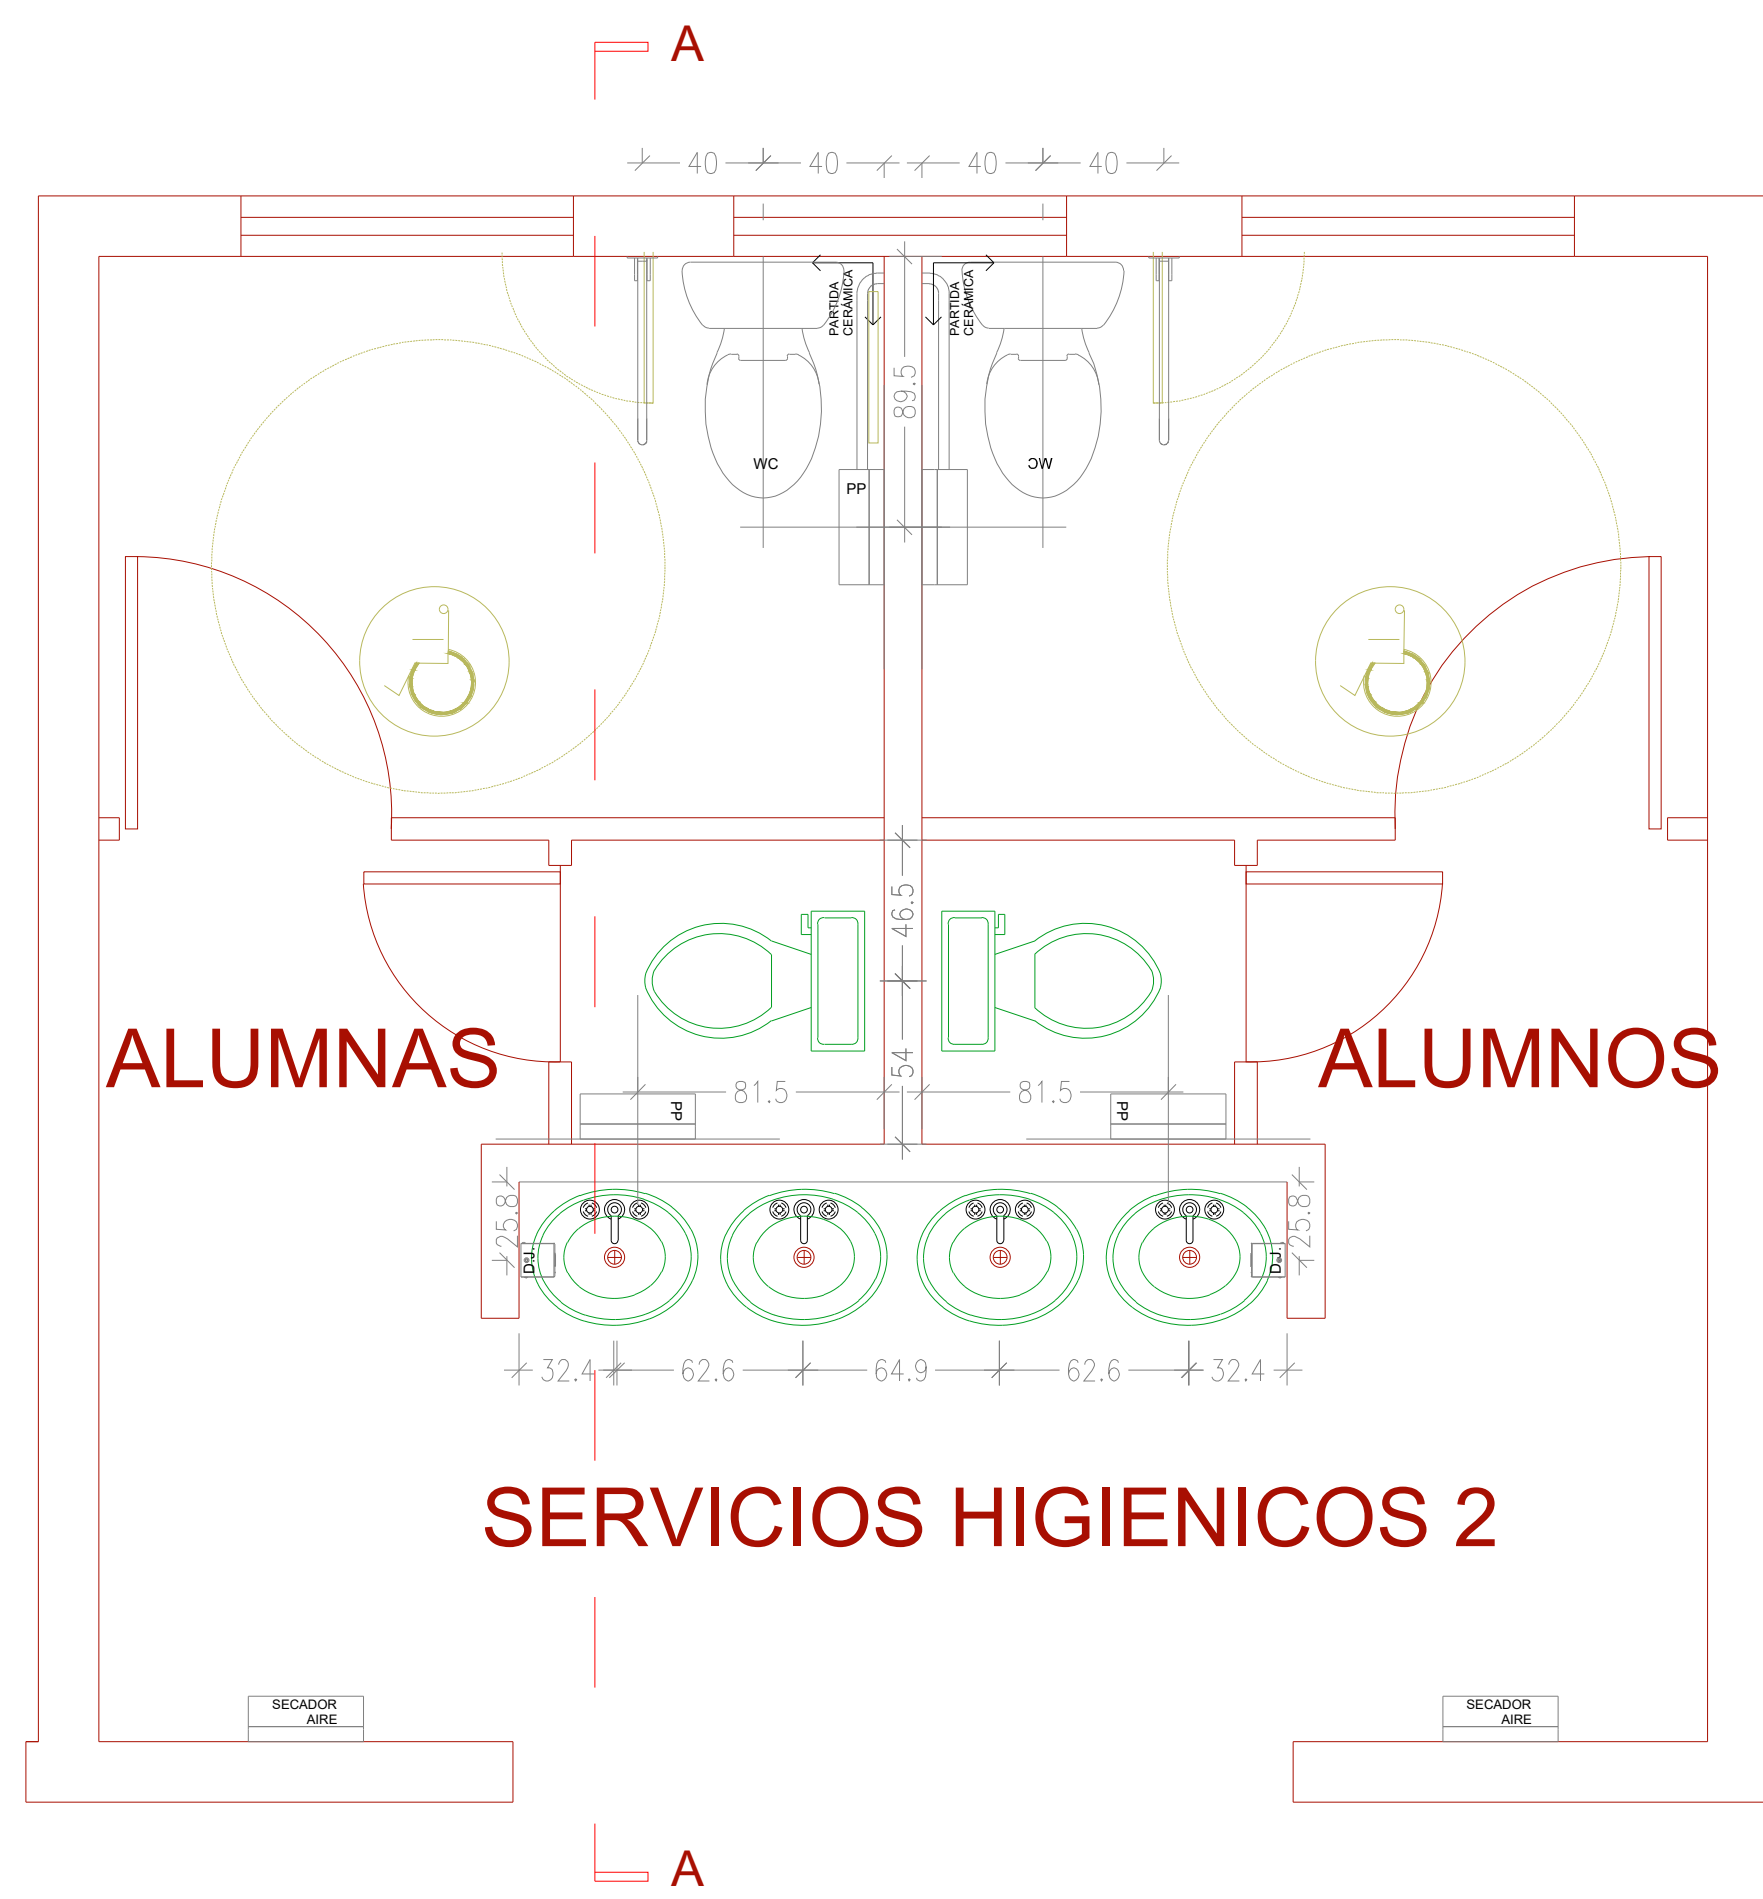 A
40 40 40 40
PARTIDA
CERÁMICA
PARTIDA
CERÁMICA
89.5
WC
WC
PP
46.5
ALUMNAS
ALUMNOS
54
81.5 81.5
PP
PP
25.8
25.8
D.J.
D.J.
32.4 62.6 64.9 62.6 32.4
SERVICIOS HIGIENICOS 2
SECADOR
AIRE
SECADOR
AIRE
A